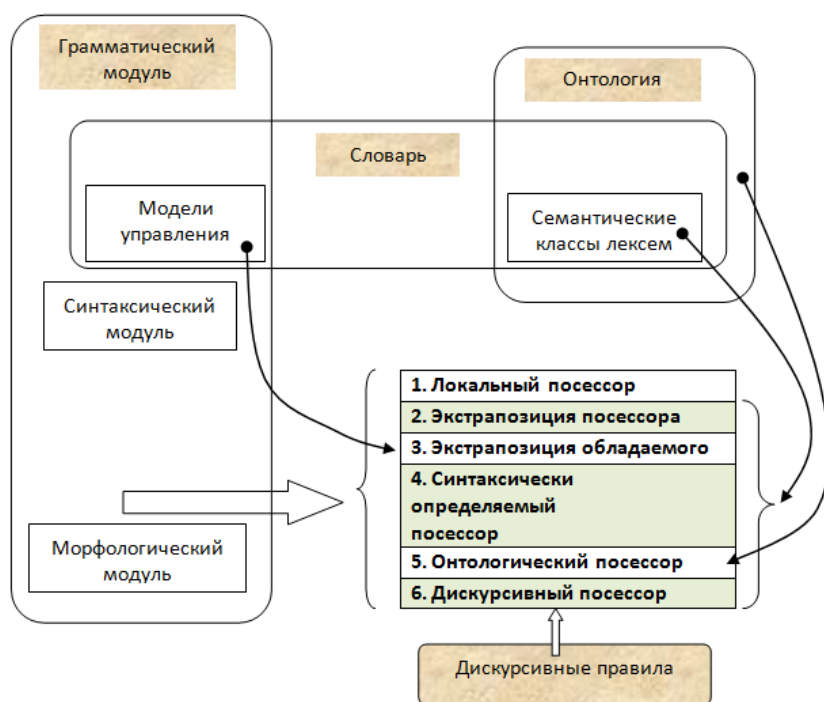 Грамматический
модуль
Онтология
Словарь
Модели
управления
Семантические
классы лексем
Синтаксический
модуль
1. Локальный посессор
2. Экстрапозиция посессора
3. Экстрапозиция обладаемого
4. Синтаксически
определяемый
посессор
Морфологический
модуль
5. Онтологический посессор
6. Дискурсивный посессор
Дискурсивные правила